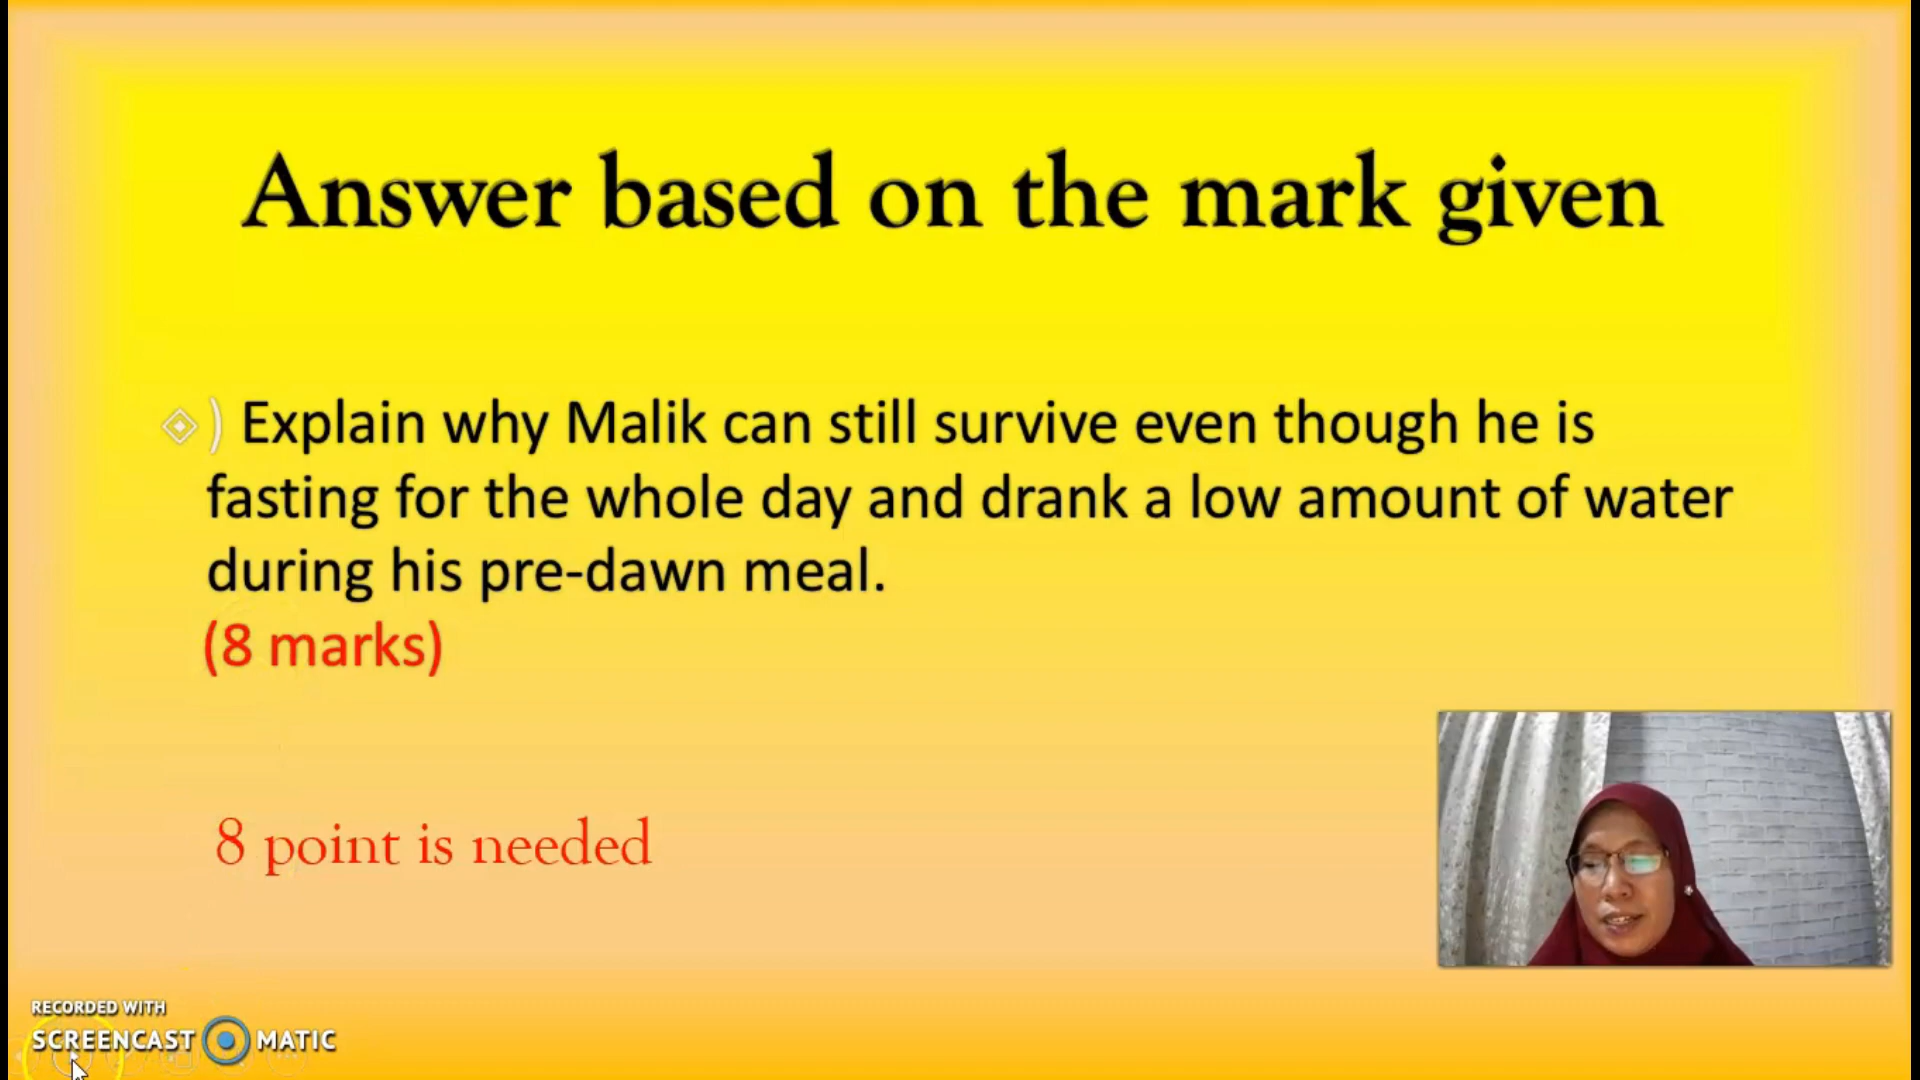 Answer based on the mark given
) Explain why Malik can still survive even though he is
fasting for the whole day and drank a low amount of water
during his pre-dawn meal.
(8 marks)
8 point is needed
RECORDED WITH
SCREENCAST MATIC